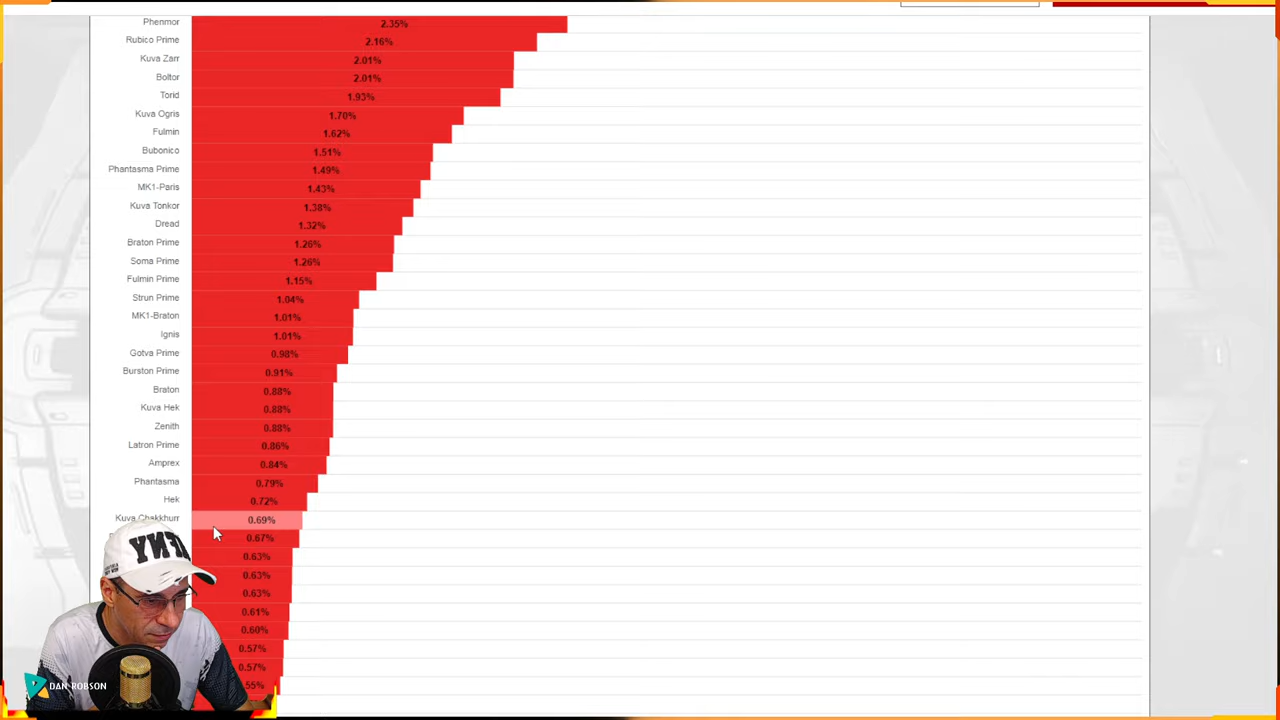 Phenmor 2.35%
Rubico Prime 2.16%
Kuva Zarr 2.01%
Boltor 2.01%
Torid 1.93%
Kuva Ogris 1.70%
Fulmin 1.62%
Bubonico 1.51%
Phantasma Prime 1.49%
MK1-Paris 1.43%
Kuva Tonkor 1.38%
Dread 1.32%
Braton Prime 1.26%
Soma Prime 1.26%
Fulmin Prime 1.15%
Strun Prime 1.04%
MK1-Braton 1.01%
Ignis 1.01%
Gotva Prime 0.98%
Burston Prime 0.91%
Braton 0.88%
Kuva Hek 0.88%
Zenith 0.88%
Latron Prime 0.86%
Amprex 0.84%
Phantasma 0.79%
Hek 0.72%
Kuva Chakkhurr 0.69%
0.67%
0.63%
0.63%
0.63%
0.61%
0.60%
0.57%
0.57%
DAN-ROBSON